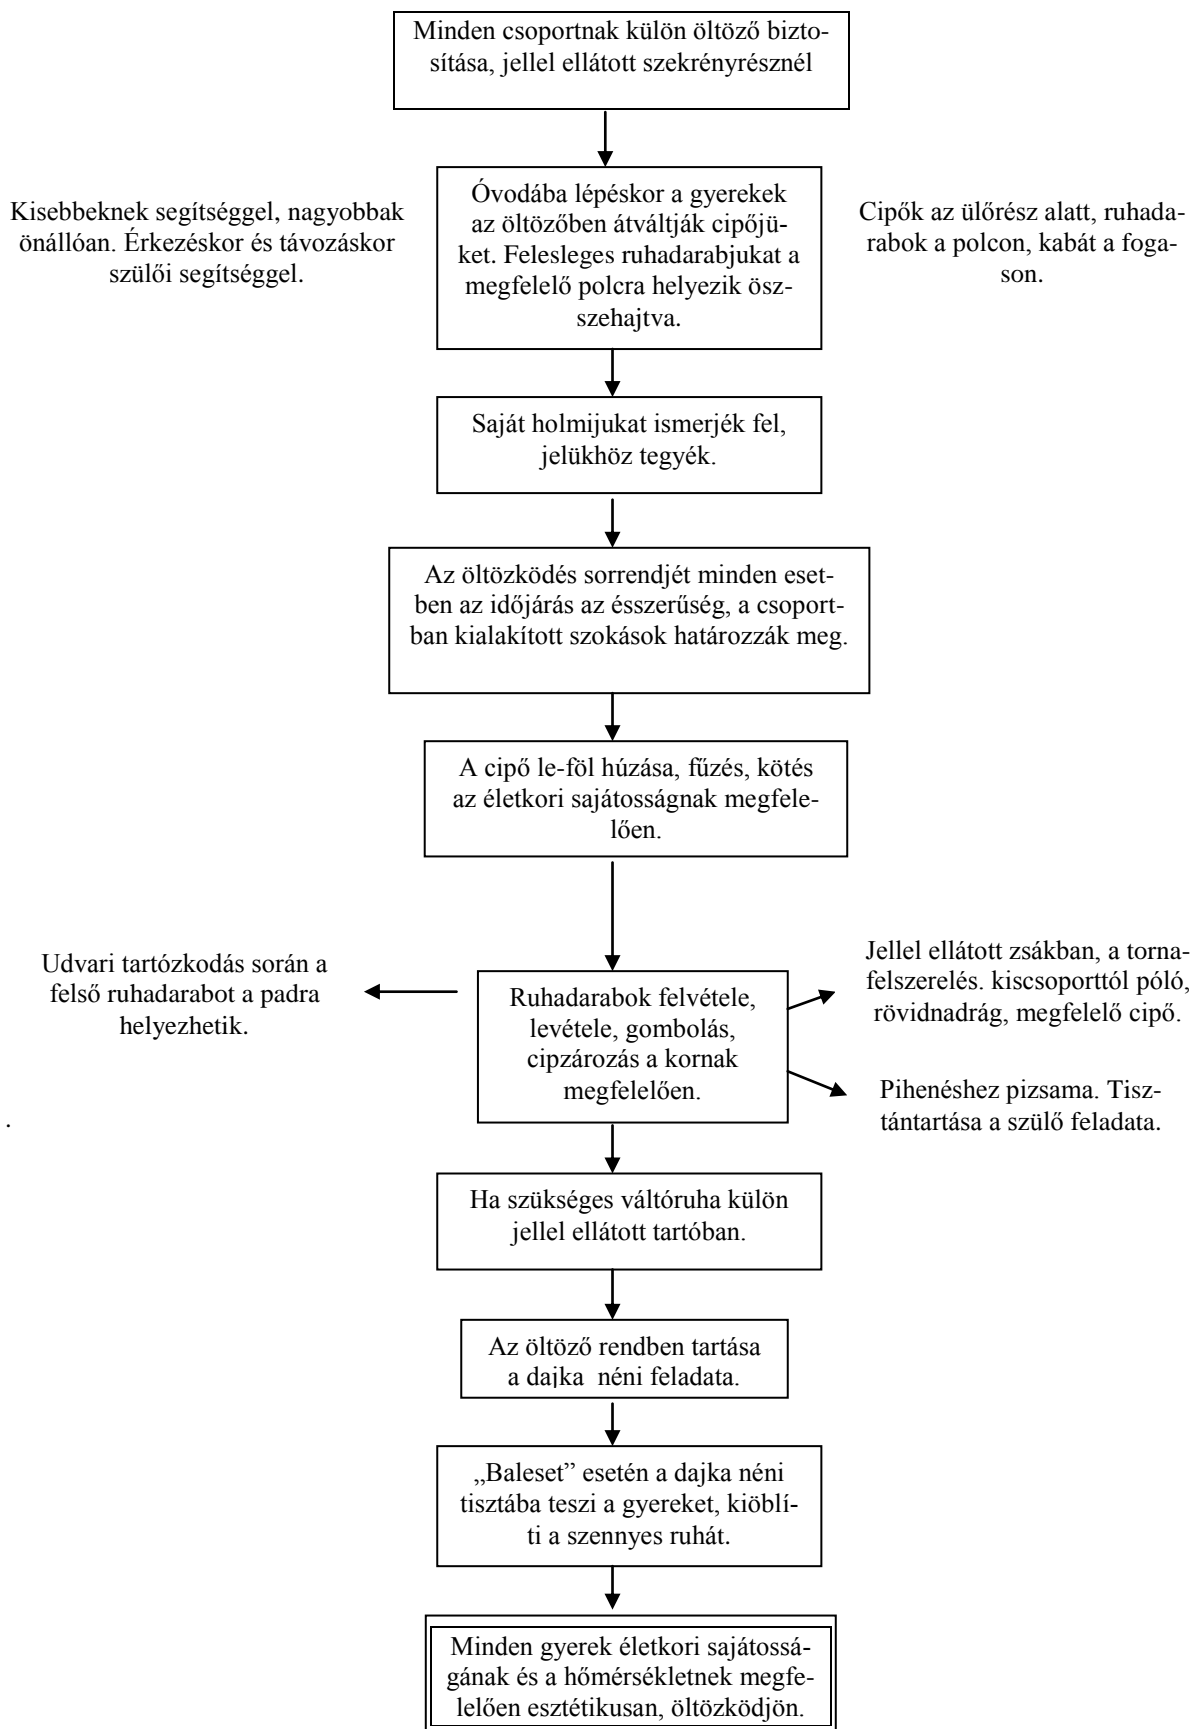 Minden csoportnak külön öltöző bizto-
sítása, jellel ellátott szekrényrésznél
Kisebbeknek segítséggel, nagyobbak
önállóan. Érkezéskor és távozáskor
szülői segítséggel.
Óvodába lépéskor a gyerekek
az öltözőben átváltják cipőjü-
ket. Felesleges ruhadarabjukat a
megfelelő polcra helyezik ösz-
szehajtva.
Cipők az ülőrész alatt, ruhada-
rabok a polcon, kabát a foga-
son.
Saját holmijukat ismerjék fel,
jelükhöz tegyék.
Az öltözködés sorrendjét minden eset-
ben az időjárás az ésszerűség, a csoport-
ban kialakított szokások határozzák meg.
A cipő le-föl húzása, fűzés, kötés
az életkori sajátosságnak megfele-
lően.
Udvari tartózkodás során a
felső ruhadarabot a padra
helyezhetik.
Ruhadarabok felvétele,
levétele, gombolás,
cipzározás a kornak
megfelelően.
Jellel ellátott zsákban, a torna-
felszerelés. kiscsoporttól póló,
rövidnadrág, megfelelő cipő.
Pihenéshez pizsama. Tisz-
tántartása a szülő feladata.
.
Ha szükséges váltóruha külön
jellel ellátott tartóban.
Az öltöző rendben tartása
a dajka  néni feladata.
„Baleset” esetén a dajka néni
tisztába teszi a gyereket, kiöblí-
ti a szennyes ruhát.
Minden gyerek életkori sajátossá-
gának és a hőmérsékletnek megfe-
lelően esztétikusan, öltözködjön.